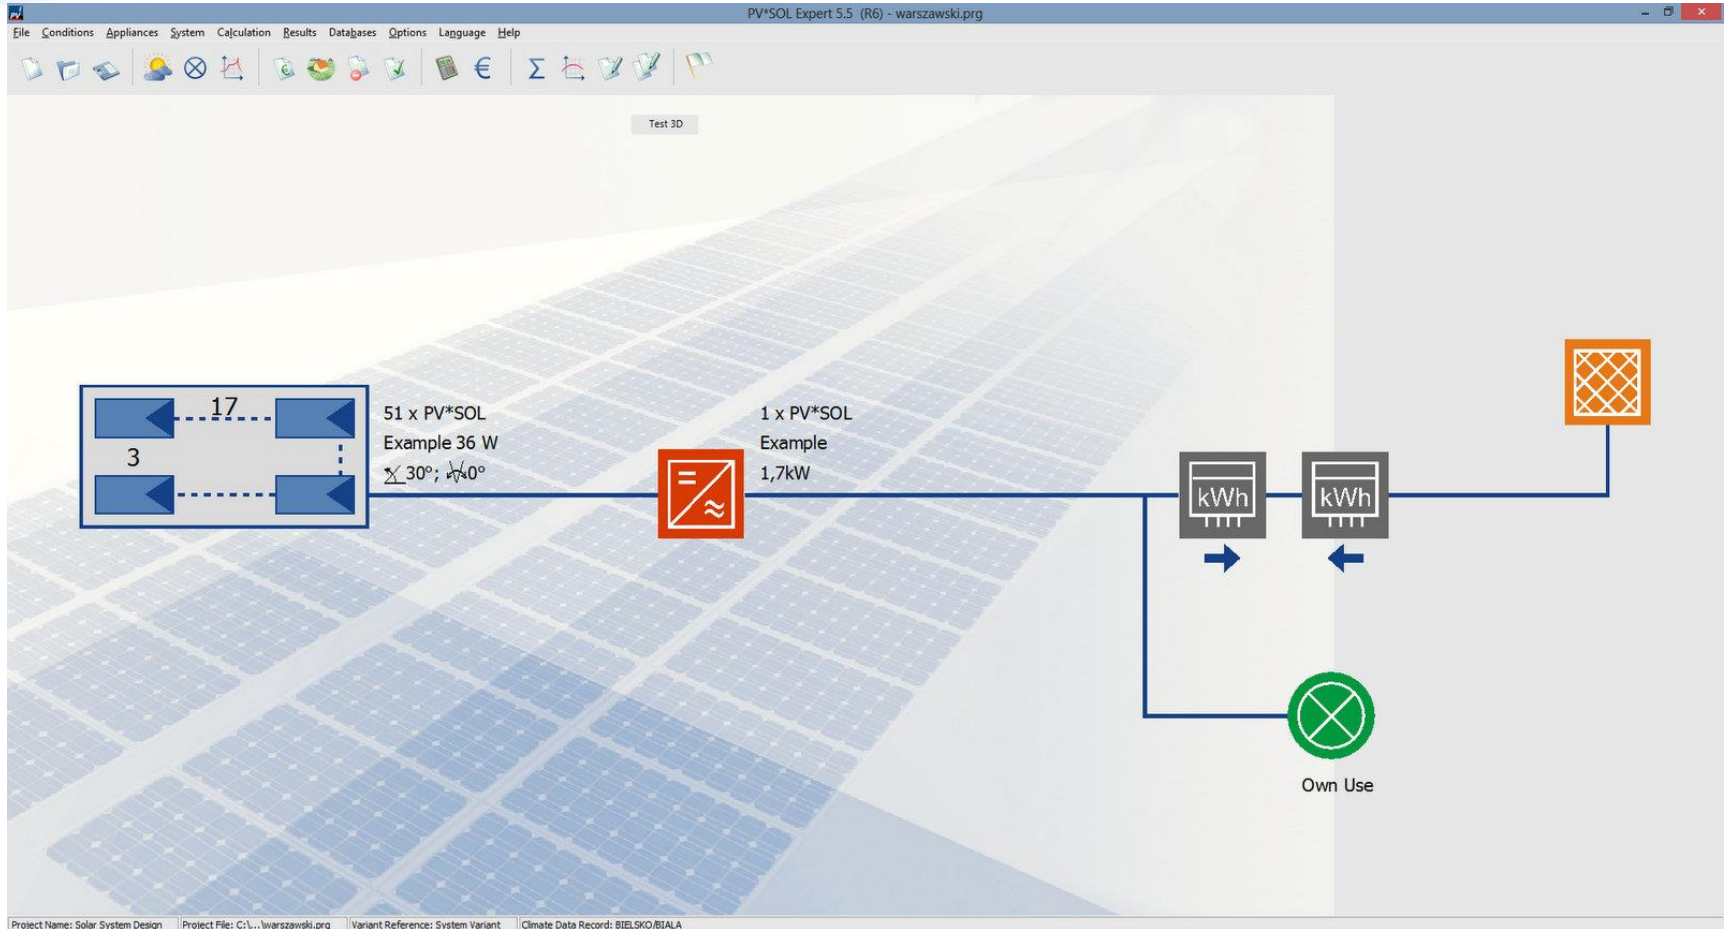 PV*SOL Expert 5.5 (R6) - warszawski.prg
File Conditions Appliances System Calculation Results Databases Options Language Help
Test 3D
17
3
51 x PV*SOL
Example 36 W
30°; 0°
1 x PV*SOL
Example
1,7kW
kWh
kWh
Own Use
Project Name: Solar System Design Project File: C:\...\warszawski.prg Variant Reference: System Variant Climate Data Record: BIELSKO/BIALA